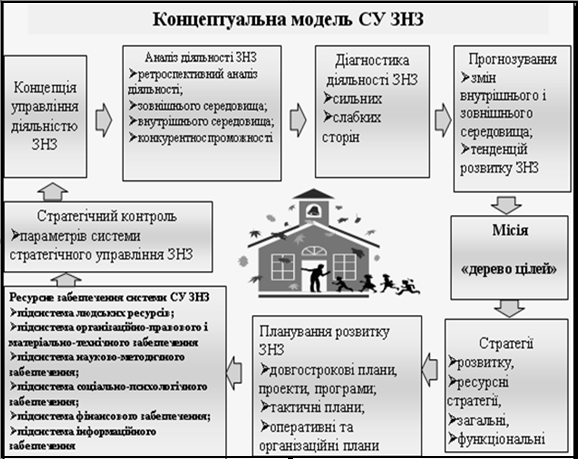 Концептуальна модель СУ ЗНЗ
Концепція
управління
діяльністю
ЗНЗ
Аналіз діяльності ЗНЗ
➢ретроспективний аналіз
діяльності;
➢зовнішнього середовища;
➢внутрішнього середовища;
➢конкурентноспроможності
Діагностика
діяльності ЗНЗ
➢сильних
➢слабких
сторін
Прогнозування
➢змін
внутрішнього і
зовнішнього
середовища;
➢тенденцій
розвитку ЗНЗ
Місія
«дерево цілей»
Стратегії
➢розвитку,
➢ресурсні
стратегії,
➢загальні,
➢функціональні
Планування розвитку
ЗНЗ
➢довгострокові плани,
проекти, програми;
➢тактичні плани;
➢оперативні та
організаційні плани
Ресурсне забезпечення системи СУ ЗНЗ
➢підсистема людських ресурсів;
➢підсистема організаційно-правового і
матеріально-технічного забезпечення
➢підсистема науково-методичного
забезпечення;
➢підсистема соціально-психологічного
забезпечення;
➢підсистема фінансового забезпечення;
➢підсистема інформаційного
забезпечення
Стратегічний контроль
➢параметрів системи
стратегічного управління ЗНЗ